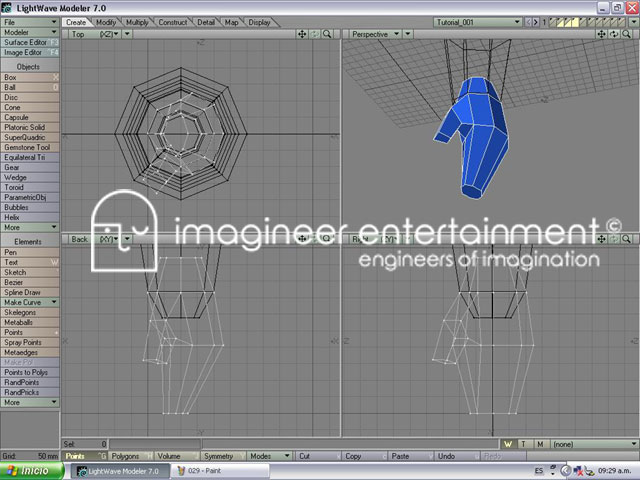 LightWave Modeler 7.0
File
Create Modify Multiply Construct Detail Map Display
Tutorial_001
1
Modeler
Surface Editor
Image Editor
Objects
Box
Ball
Disc
Cone
Capsule
Platonic Solid
SuperQuadric
Gemstone Tool
Equilateral Tri
Gear
Wedge
Toroid
ParametricObj
Bubbles
Helix
More
Elements
Pen
Text
Sketch
Bezier
Spline Draw
Make Curve
Skelegons
Metaballs
Points
Spray Points
Metaedges
Make Pol
Points to Polys
RandPoints
RandPricks
More
Top (XZ)
Perspective
Back (XY)
Right
imagineer entertainment©
engineers of imagination
Sel: 0
W T M (none)
Grid: 50 mm
Points Polygons Volume Symmetry Modes Cut Copy Paste Undo Redo
Inicio
LightWave Modeler 7.0
029 - Paint
ES
09:29 a.m.